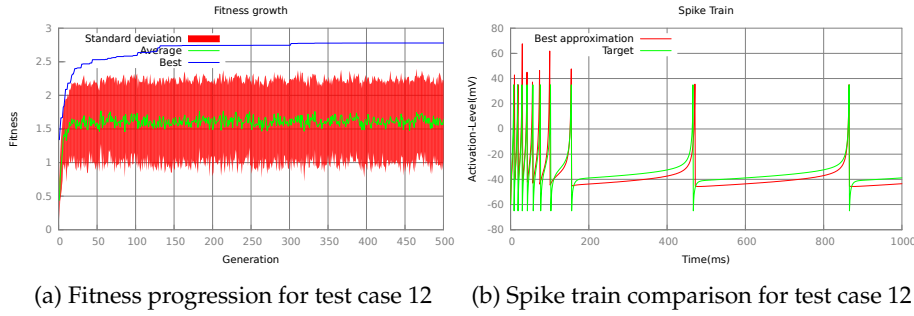 Fitness growth
3
2.5
2
1.5
1
0.5
0
Fitness
Standard deviation
Average
Best
0 50 100 150 200 250 300 350 400 450 500
Generation
(a) Fitness progression for test case 12
Spike Train
80
60
40
20
0
-20
-40
-60
-80
Activation-Level(mV)
Best approximation
Target
0 200 400 600 800 1000
Time(ms)
(b) Spike train comparison for test case 12